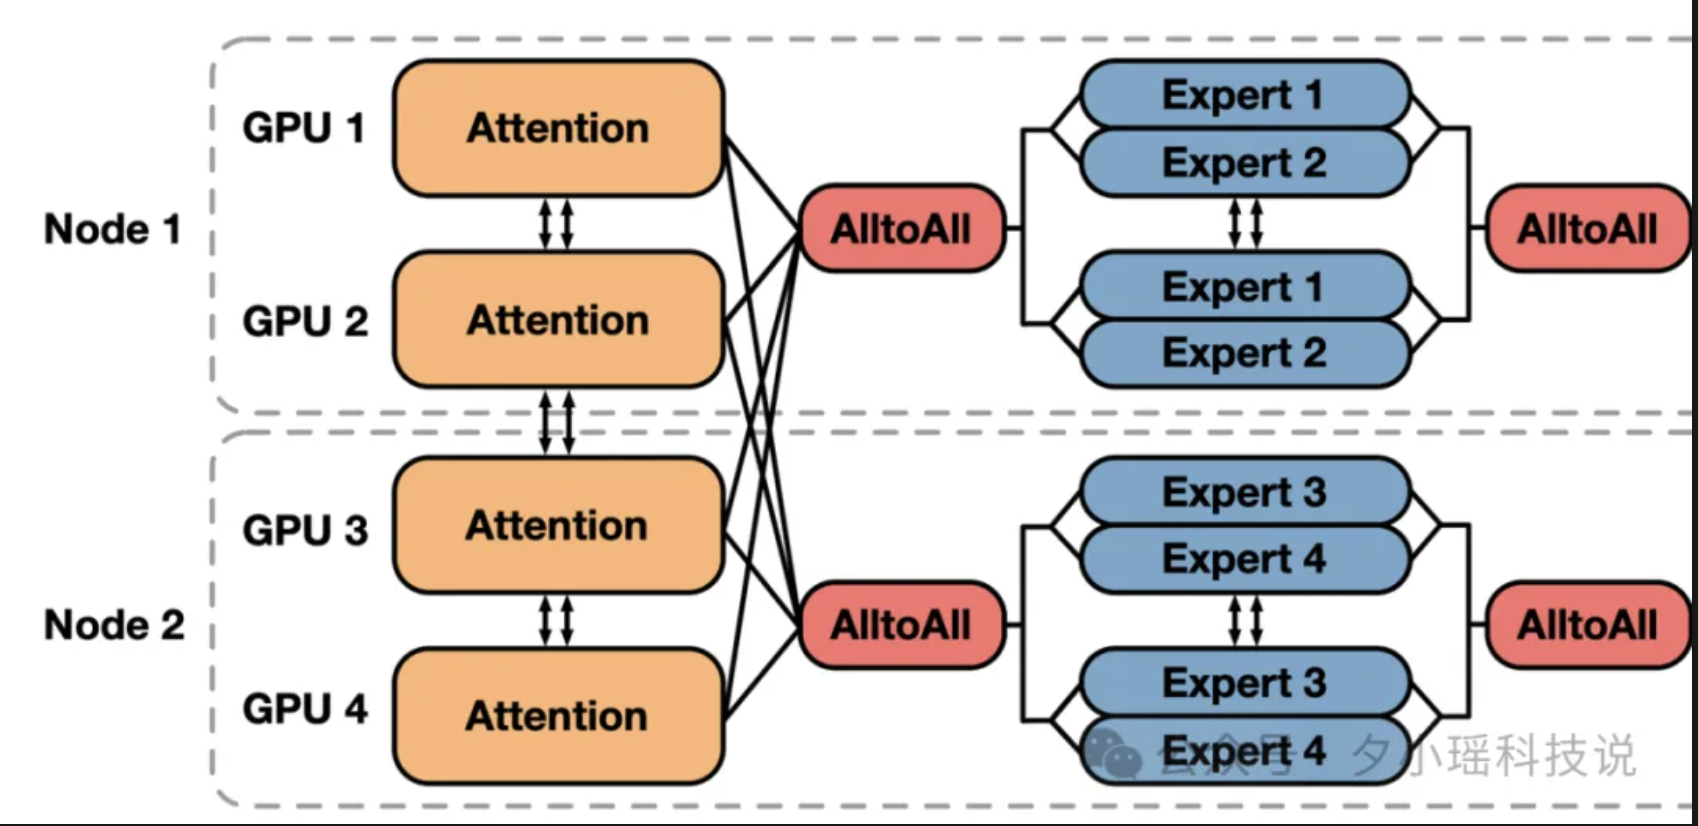 GPU 1
Attention
Expert 1
Expert 2
Node 1
AlltoAll
AlltoAll
GPU 2
Attention
Expert 1
Expert 2
GPU 3
Attention
Expert 3
Expert 4
Node 2
AlltoAll
AlltoAll
GPU 4
Attention
Expert 3
Expert 4
公众号 夕小瑶科技说